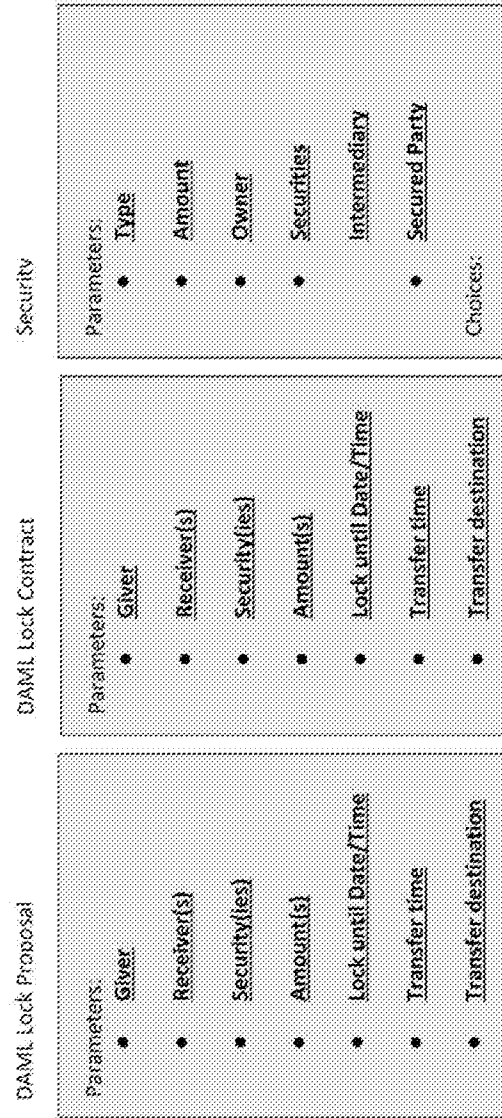 DAML Lock Proposal
Parameters:
• Giver
• Receiver(s)
• Security(ies)
• Amount(s)
• Lock until Date/Time
• Transfer time
• Transfer destination
DAML Lock Contract
Parameters:
• Giver
• Receiver(s)
• Security(ies)
• Amount(s)
• Lock until Date/Time
• Transfer time
• Transfer destination
Security
Parameters:
• Type
• Amount
• Owner
• Securities
Intermediary
• Secured Party
Choices: